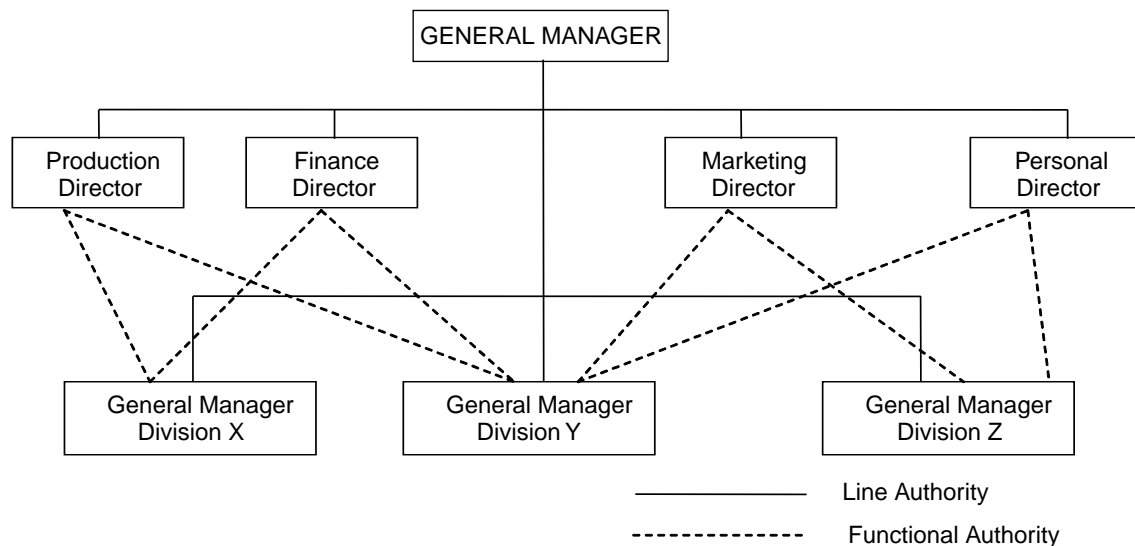 GENERAL MANAGER
Production
Director
Finance
Director
Marketing
Director
Personal
Director
General Manager
Division X
General Manager
Division Y
General Manager
Division Z
Line Authority
Functional Authority